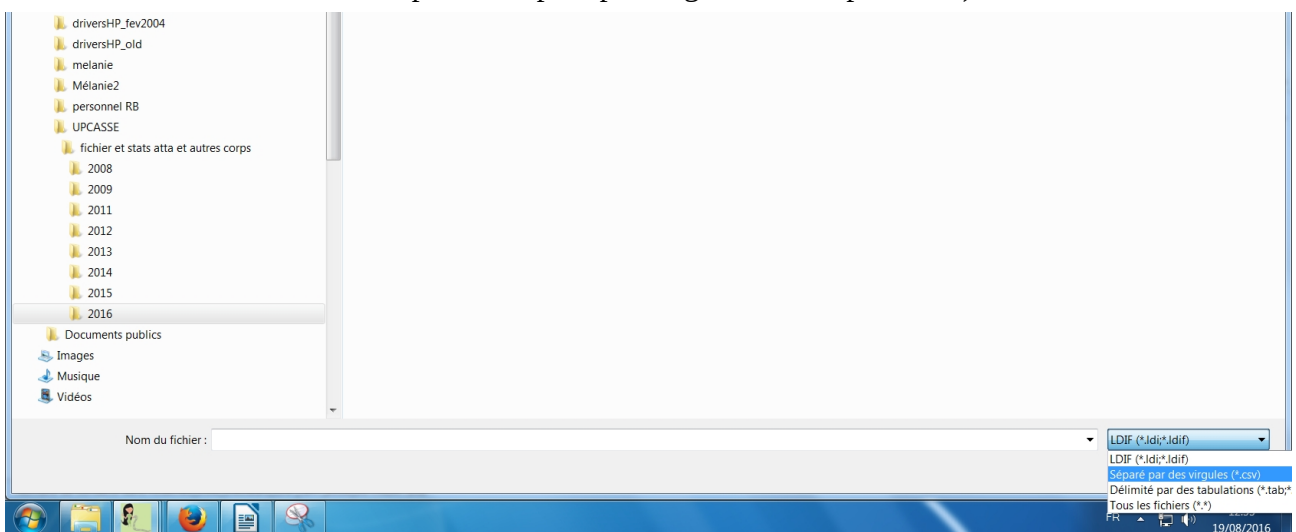 driversHP_fev2004
driversHP_old
melanie
Mélanie2
personnel RB
UPCASSE
fichier et stats atta et autres corps
2008
2009
2011
2012
2013
2014
2015
2016
Documents publics
Images
Musique
Vidéos
Nom du fichier :
LDIF (*.ldi;*.ldif)
LDIF (*.ldi;*.ldif)
Séparé par des virgules (*.csv)
Délimité par des tabulations (*.tab;*
Tous les fichiers (*.*)
FR
19/08/2016